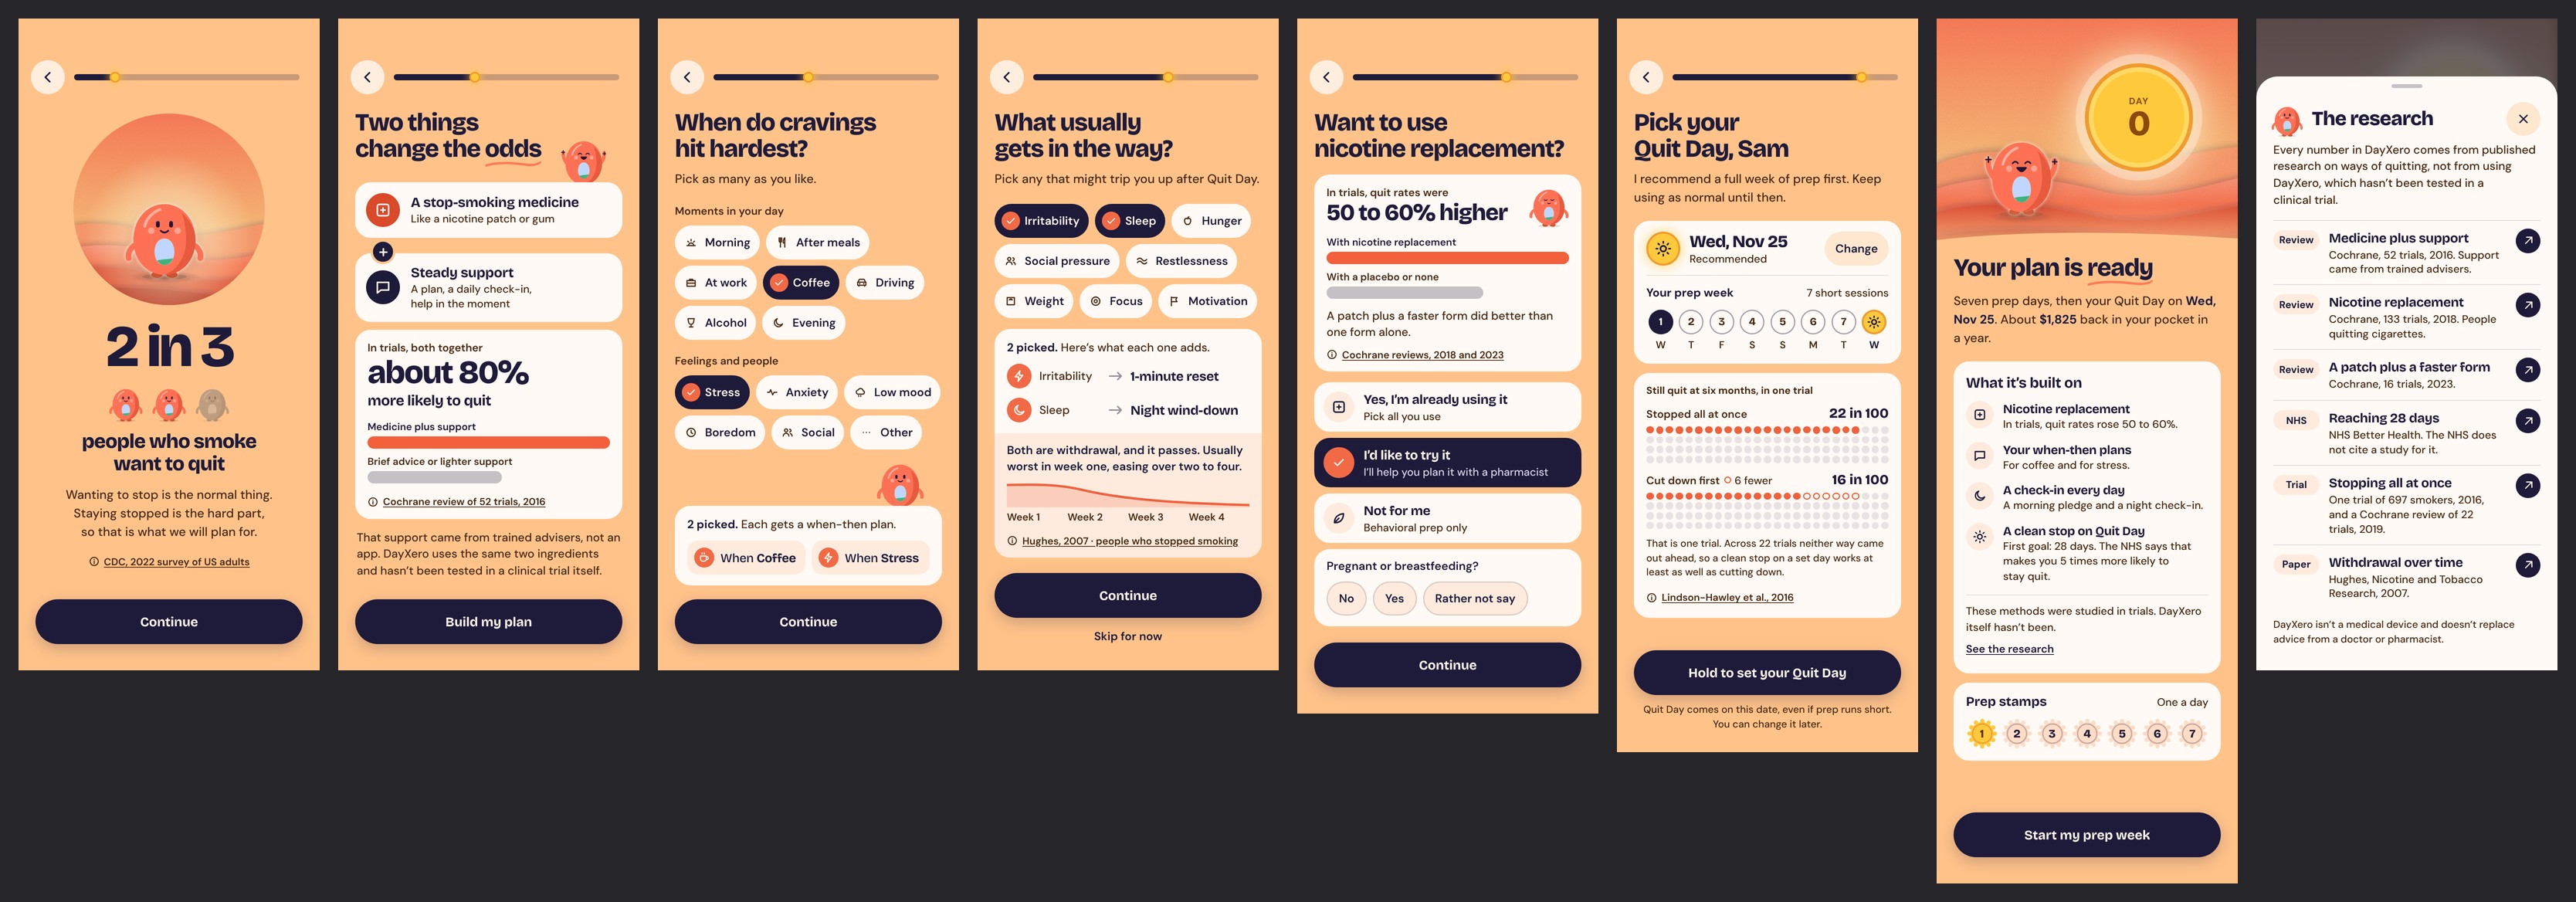 2 in 3
people who smoke
want to quit
Wanting to stop is the normal thing.
Staying stopped is the hard part,
so that is what we will plan for.
CDC, 2022 survey of US adults
Continue
Two things
change the odds
A stop-smoking medicine
Like a nicotine patch or gum
Steady support
A plan, a daily check-in,
help in the moment
In trials, both together
about 80%
more likely to quit
Medicine plus support
Brief advice or lighter support
Cochrane review of 52 trials, 2016
That support came from trained advisers, not an
app. DayXero uses the same two ingredients
and hasn't been tested in a clinical trial itself.
Build my plan
When do cravings
hit hardest?
Pick as many as you like.
Moments in your day
Morning
After meals
At work
Coffee
Driving
Alcohol
Evening
Feelings and people
Stress
Anxiety
Low mood
Boredom
Social
Other
2 picked. Each gets a when-then plan.
When Coffee
When Stress
Continue
What usually
gets in the way?
Pick any that might trip you up after Quit Day.
Irritability
Sleep
Hunger
Social pressure
Restlessness
Weight
Focus
Motivation
2 picked. Here's what each one adds.
Irritability → 1-minute reset
Sleep → Night wind-down
Both are withdrawal, and it passes. Usually
worst in week one, easing over two to four.
Week 1 Week 2 Week 3 Week 4
Hughes, 2007 · people who stopped smoking
Continue
Skip for now
Want to use
nicotine replacement?
In trials, quit rates were
50 to 60% higher
With nicotine replacement
With a placebo or none
A patch plus a faster form did better than
one form alone.
Cochrane reviews, 2018 and 2023
Yes, I'm already using it
Pick all you use
I'd like to try it
I'll help you plan it with a pharmacist
Not for me
Behavioral prep only
Pregnant or breastfeeding?
No
Yes
Rather not say
Continue
Pick your
Quit Day, Sam
I recommend a full week of prep first. Keep
using as normal until then.
Wed, Nov 25
Recommended
Change
Your prep week 7 short sessions
1 2 3 4 5 6 7
W T F S S M T W
Still quit at six months, in one trial
Stopped all at once 22 in 100
Cut down first 6 fewer 16 in 100
That is one trial. Across 22 trials neither way came
out ahead, so a clean stop on a set day works at
least as well as cutting down.
Lindson-Hawley et al., 2016
Hold to set your Quit Day
Quit Day comes on this date, even if prep runs short.
You can change it later.
DAY
0
Your plan is ready
Seven prep days, then your Quit Day on Wed,
Nov 25. About $1,825 back in your pocket in
a year.
What it's built on
Nicotine replacement
In trials, quit rates rose 50 to 60%.
Your when-then plans
For coffee and for stress.
A check-in every day
A morning pledge and a night check-in.
A clean stop on Quit Day
First goal: 28 days. The NHS says that
makes you 5 times more likely to
stay quit.
These methods were studied in trials. DayXero
itself hasn't been.
See the research
Prep stamps One a day
1 2 3 4 5 6 7
Start my prep week
The research
Every number in DayXero comes from published
research on ways of quitting, not from using
DayXero, which hasn't been tested in a
clinical trial.
Review
Medicine plus support
Cochrane, 52 trials, 2016. Support
came from trained advisers.
Review
Nicotine replacement
Cochrane, 133 trials, 2018. People
quitting cigarettes.
Review
A patch plus a faster form
Cochrane, 16 trials, 2023.
NHS
Reaching 28 days
NHS Better Health. The NHS does
not cite a study for it.
Trial
Stopping all at once
One trial of 697 smokers, 2016,
and a Cochrane review of 22
trials, 2019.
Paper
Withdrawal over time
Hughes, Nicotine and Tobacco
Research, 2007.
DayXero isn't a medical device and doesn't replace
advice from a doctor or pharmacist.